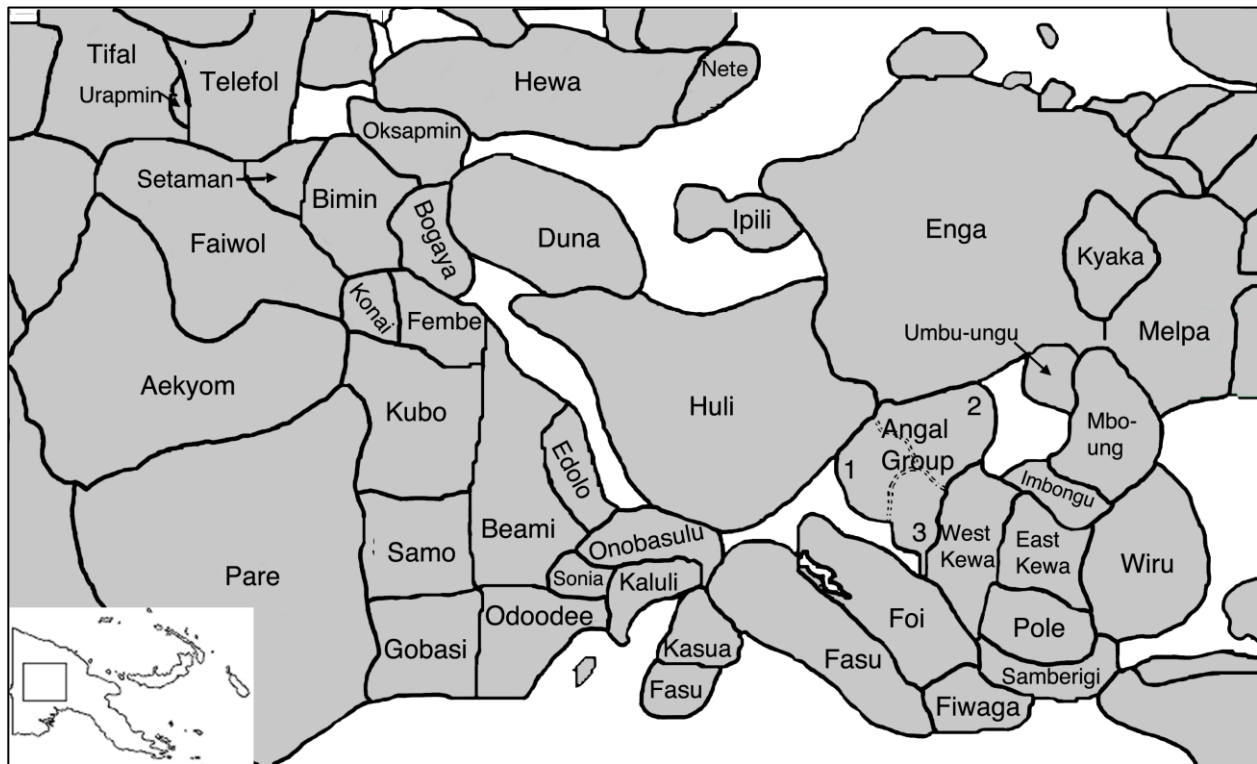 Tifal
Urapmin
Telefol
Hewa
Nete
Oksapmin
Setaman
Bimin
Faiwol
Bogaya
Duna
Ipili
Enga
Kyaka
Konai
Fembe
Umbu-ungu
Melpa
Aekyom
Kubo
Huli
2
Angal
Group
1
3
Mbo-
ung
Edolo
Imbongu
Samo
Beami
Onobasulu
West
Kewa
East
Kewa
Wiru
Pare
Sonia
Kaluli
Odoodee
Foi
Pole
Gobasi
Kasua
Fasu
Samberigi
Fasu
Fiwaga